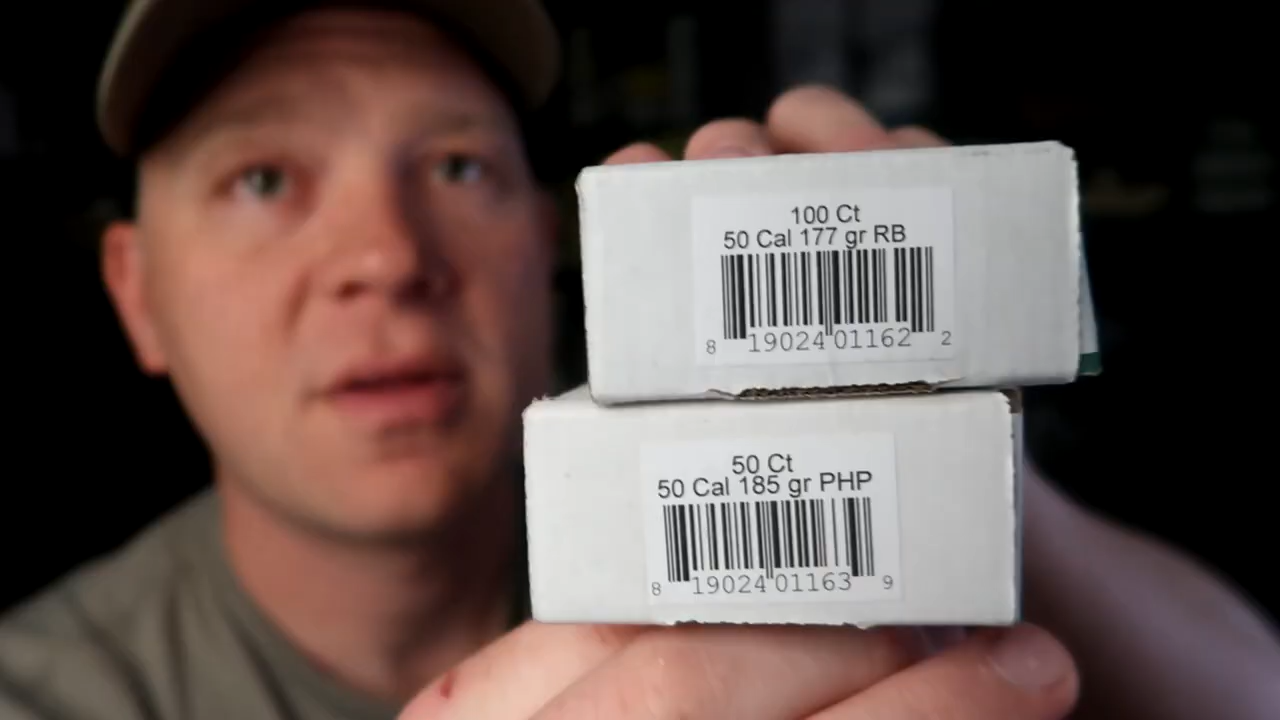 100 Ct
50 Cal 177 gr RB
8 19024 01162 2
50 Ct
50 Cal 185 gr PHP
8 19024 01163 9